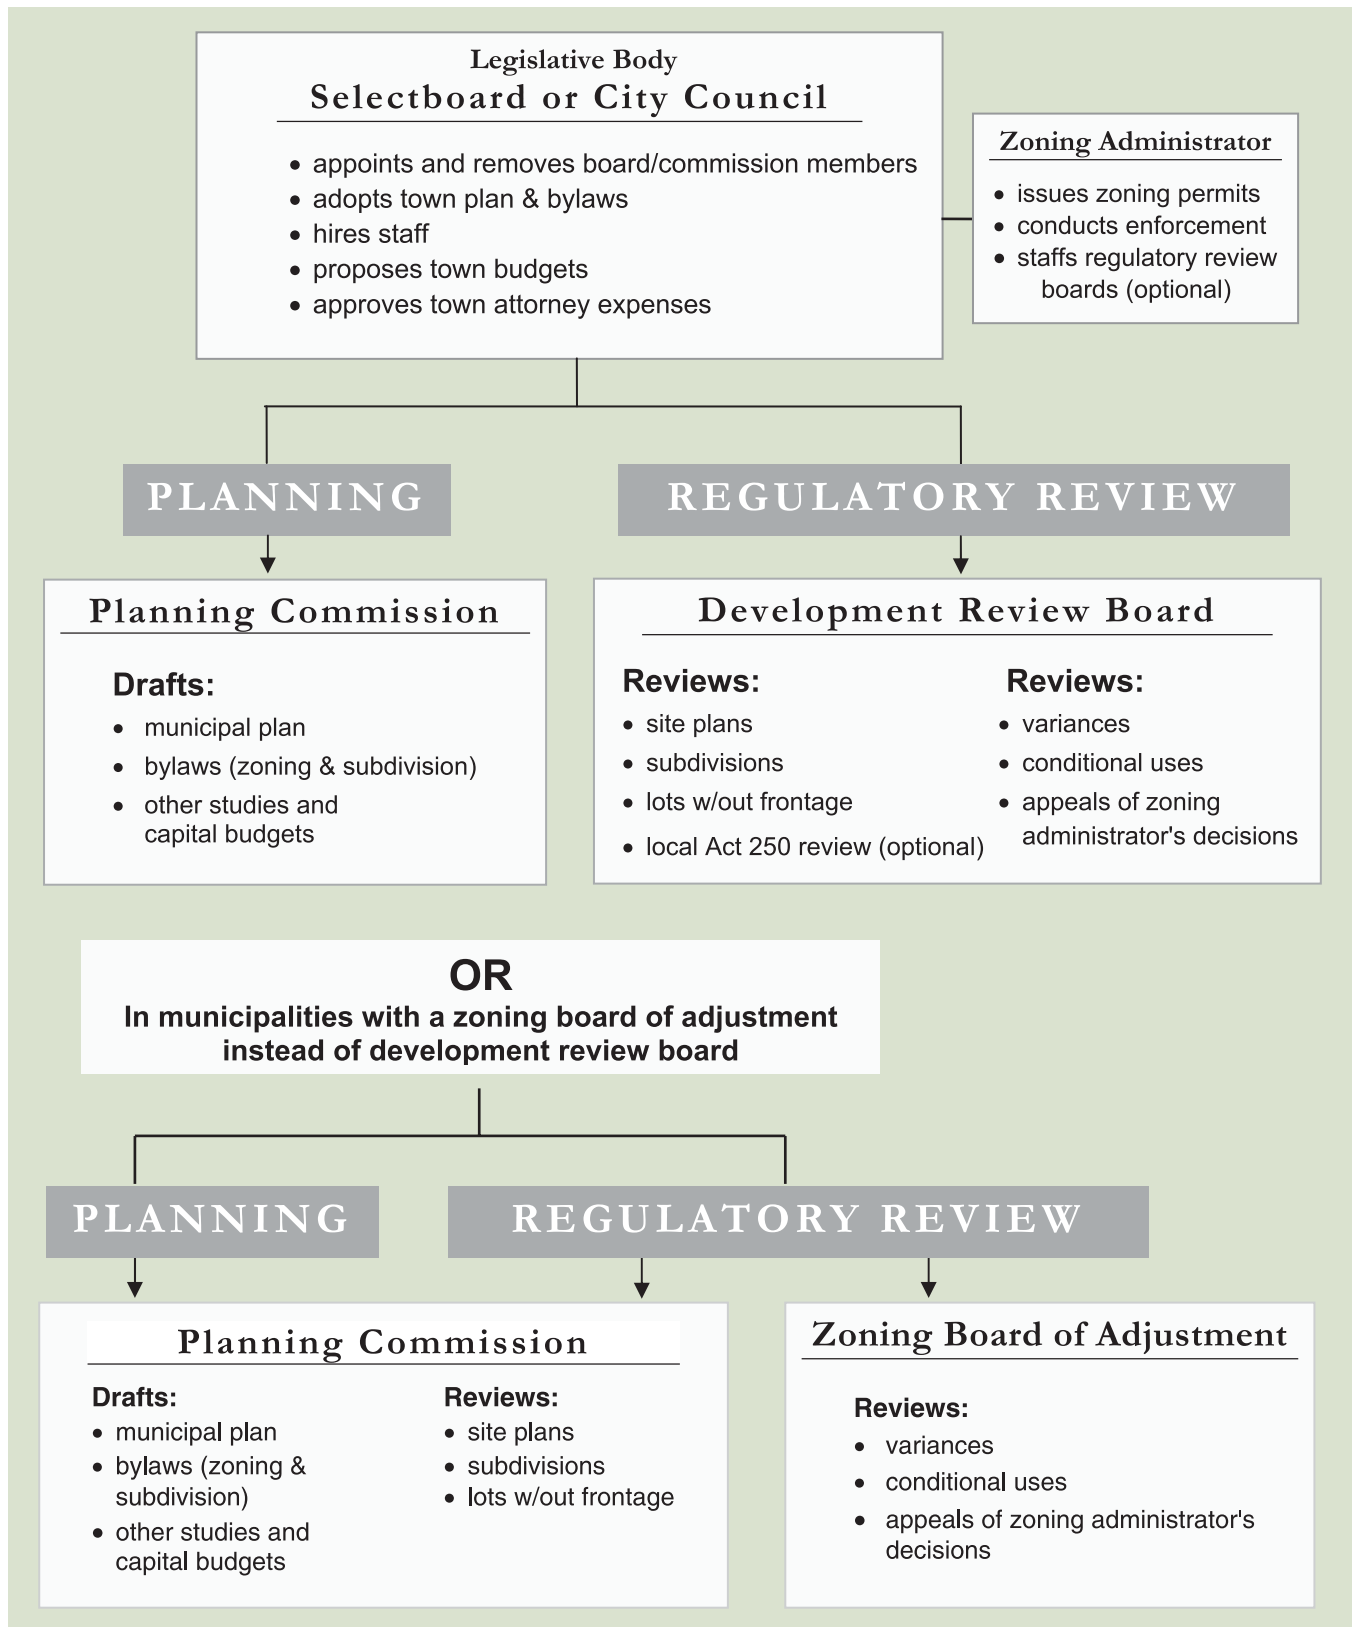 Legislative Body
Selectboard or City Council
• appoints and removes board/commission members
• adopts town plan & bylaws
• hires staff
• proposes town budgets
• approves town attorney expenses
Zoning Administrator
• issues zoning permits
• conducts enforcement
• staffs regulatory review
boards (optional)
PLANNING
REGULATORY REVIEW
Planning Commission
Drafts:
• municipal plan
• bylaws (zoning & subdivision)
• other studies and
capital budgets
Development Review Board
Reviews:
• site plans
• subdivisions
• lots w/out frontage
• local Act 250 review (optional)
Reviews:
• variances
• conditional uses
• appeals of zoning
administrator's decisions
OR
In municipalities with a zoning board of adjustment
instead of development review board
PLANNING
REGULATORY REVIEW
Planning Commission
Drafts:
• municipal plan
• bylaws (zoning &
subdivision)
• other studies and
capital budgets
Reviews:
• site plans
• subdivisions
• lots w/out frontage
Zoning Board of Adjustment
Reviews:
• variances
• conditional uses
• appeals of zoning administrator's
decisions